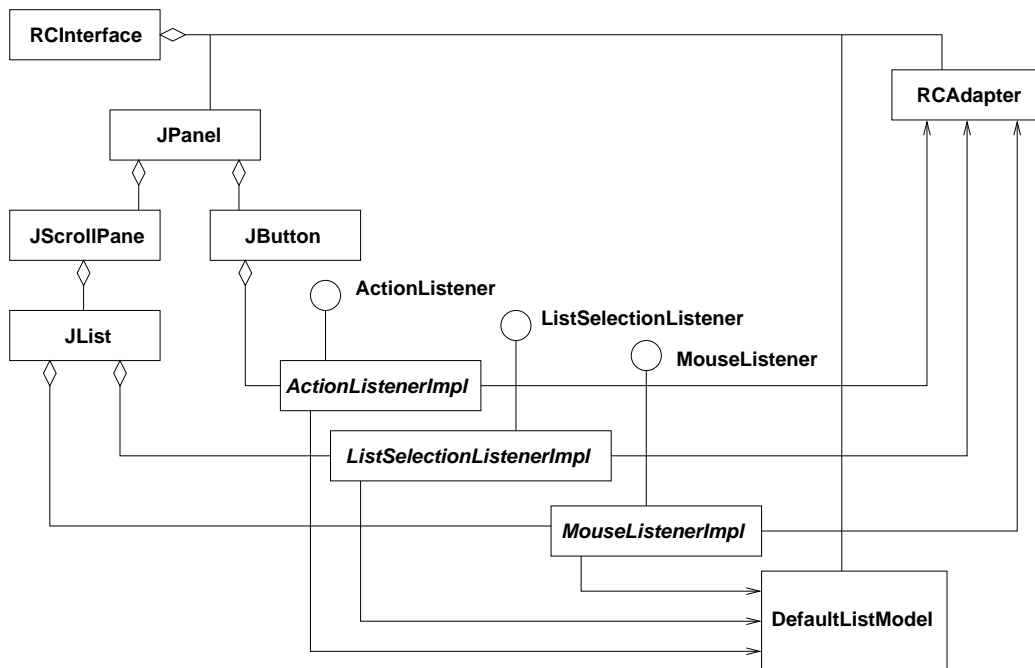 RCInterface
RCAdapter
JPanel
JScrollPane
JButton
ActionListener
ListSelectionListener
JList
MouseListener
ActionListenerImpl
ListSelectionListenerImpl
MouseListenerImpl
DefaultListModel